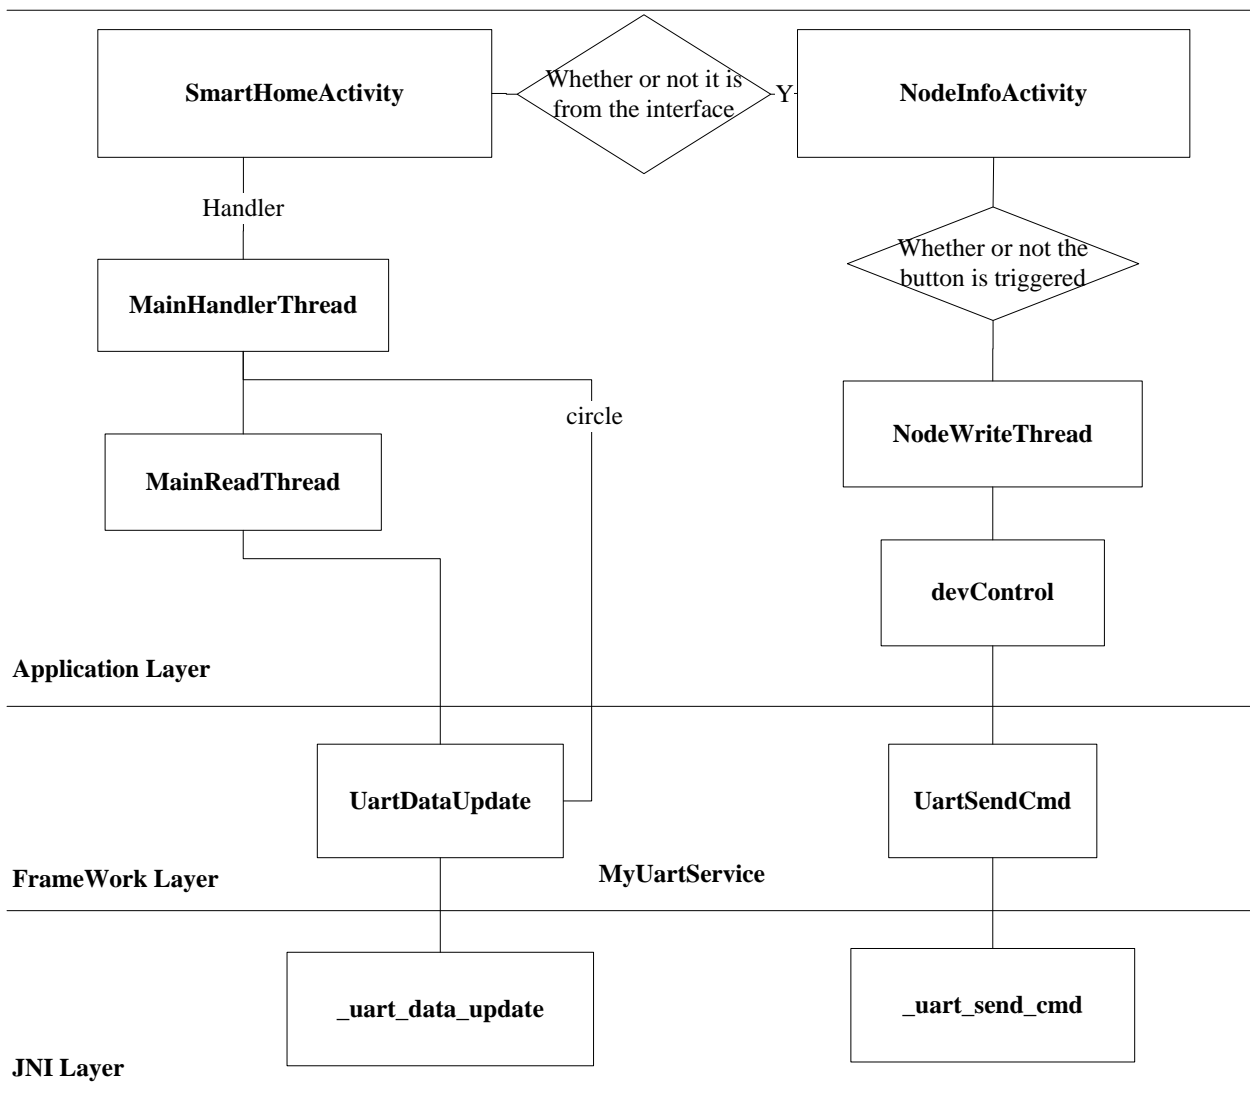 SmartHomeActivity
Whether or not it is
from the interface
Y
NodeInfoActivity
Handler
Whether or not the
button is triggered
MainHandlerThread
circle
NodeWriteThread
MainReadThread
devControl
Application Layer
UartDataUpdate
UartSendCmd
MyUartService
FrameWork Layer
_uart_data_update
_uart_send_cmd
JNI Layer